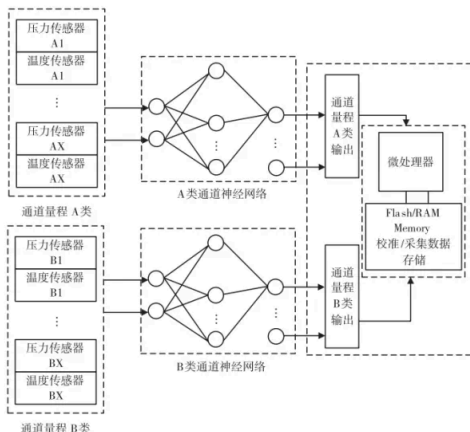 压力传感器
A1
温度传感器
A1
⋮
压力传感器
AX
温度传感器
AX
通道量程 A类
A类通道神经网络
通道
量程
A类
输出
微处理器
Flash/RAM
Memory
校准/采集数据
存储
压力传感器
B1
温度传感器
B1
⋮
压力传感器
BX
温度传感器
BX
通道量程 B类
B类通道神经网络
通道
量程
B类
输出